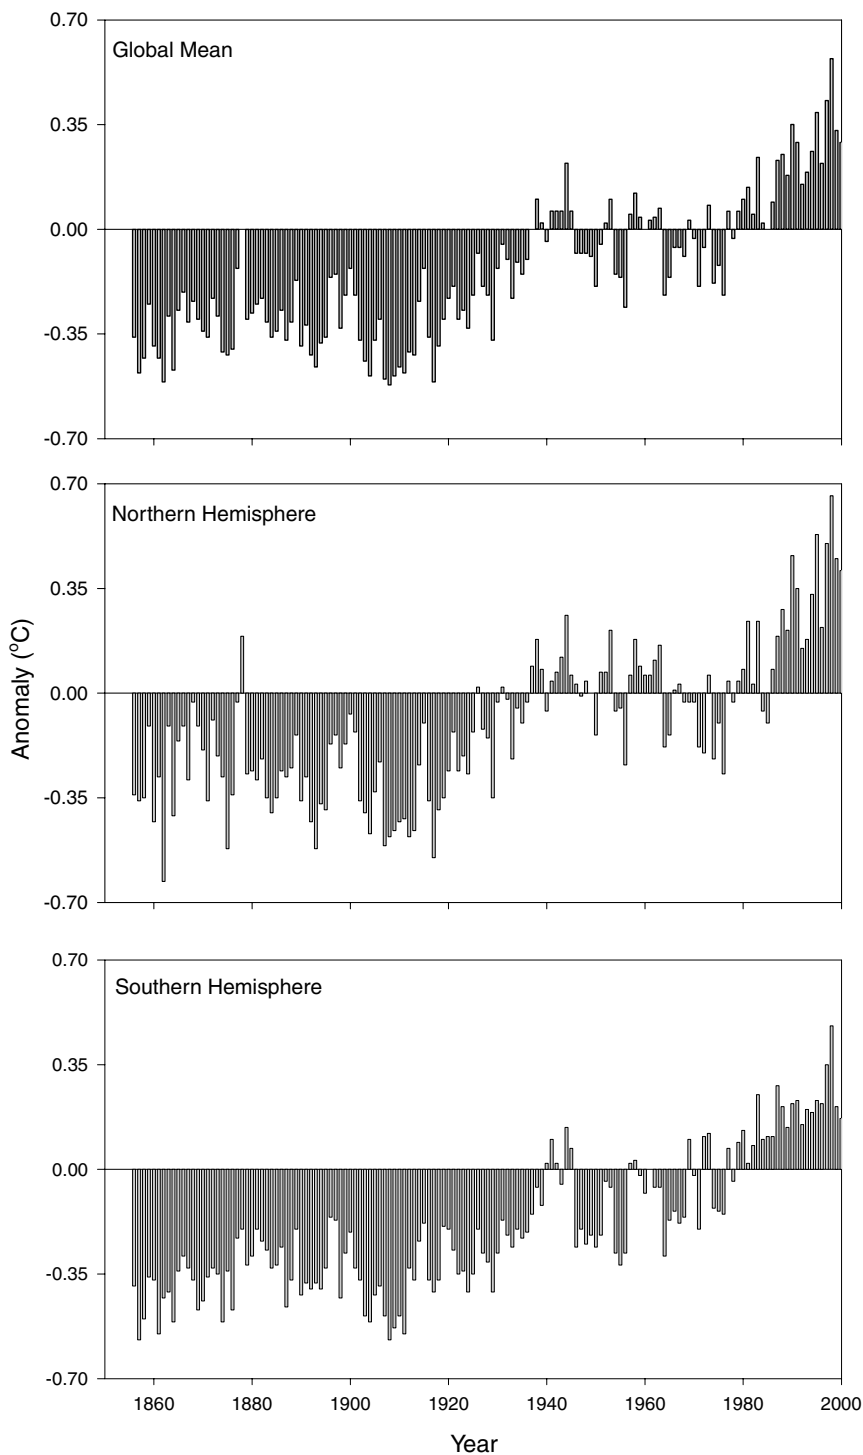 0.70
Global Mean
0.35
0.00
-0.35
-0.70
0.70
Northern Hemisphere
0.35
Anomaly (°C)
0.00
-0.35
-0.70
0.70
Southern Hemisphere
0.35
0.00
-0.35
-0.70
1860 1880 1900 1920 1940 1960 1980 2000
Year